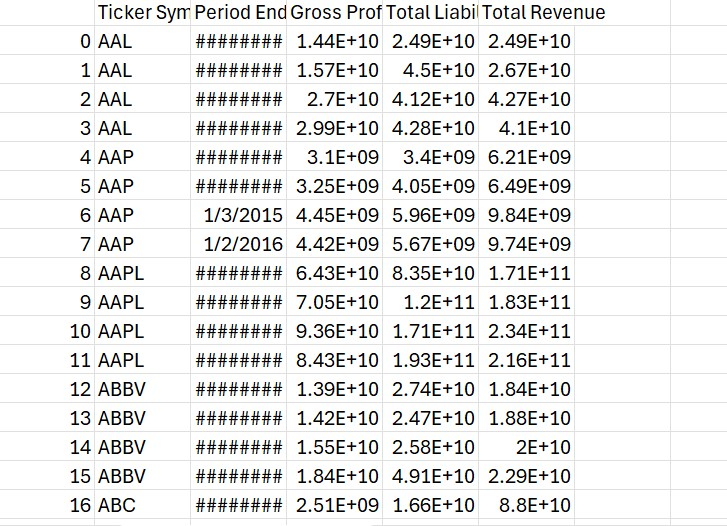 Ticker Sym Period End Gross Prof Total Liabil Total Revenue
0 AAL ######## 1.44E+10 2.49E+10 2.49E+10
1 AAL ######## 1.57E+10 4.5E+10 2.67E+10
2 AAL ######## 2.7E+10 4.12E+10 4.27E+10
3 AAL ######## 2.99E+10 4.28E+10 4.1E+10
4 AAP ######## 3.1E+09 3.4E+09 6.21E+09
5 AAP ######## 3.25E+09 4.05E+09 6.49E+09
6 AAP 1/3/2015 4.45E+09 5.96E+09 9.84E+09
7 AAP 1/2/2016 4.42E+09 5.67E+09 9.74E+09
8 AAPL ######## 6.43E+10 8.35E+10 1.71E+11
9 AAPL ######## 7.05E+10 1.2E+11 1.83E+11
10 AAPL ######## 9.36E+10 1.71E+11 2.34E+11
11 AAPL ######## 8.43E+10 1.93E+11 2.16E+11
12 ABBV ######## 1.39E+10 2.74E+10 1.84E+10
13 ABBV ######## 1.42E+10 2.47E+10 1.88E+10
14 ABBV ######## 1.55E+10 2.58E+10 2E+10
15 ABBV ######## 1.84E+10 4.91E+10 2.29E+10
16 ABC ######## 2.51E+09 1.66E+10 8.8E+10